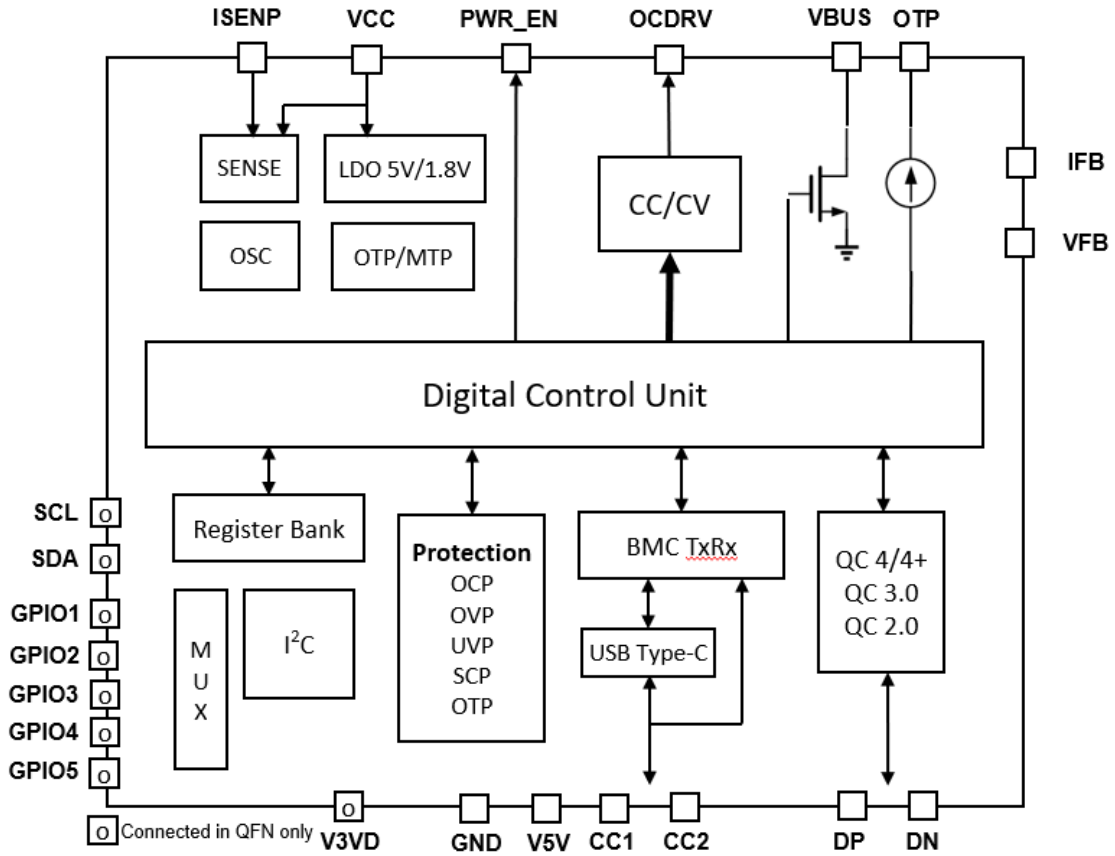 ISENP VCC PWR_EN OCDRV VBUS OTP
IFB
VFB
SENSE
LDO 5V/1.8V
CC/CV
OSC
OTP/MTP
Digital Control Unit
SCL o
SDA o
GPIO1 o
GPIO2 o
GPIO3 o
GPIO4 o
GPIO5 o
Register Bank
M
U
X
I²C
Protection
OCP
OVP
UVP
SCP
OTP
BMC TxRx
USB Type-C
QC 4/4+
QC 3.0
QC 2.0
o Connected in QFN only
o
V3VD GND V5V CC1 CC2 DP DN